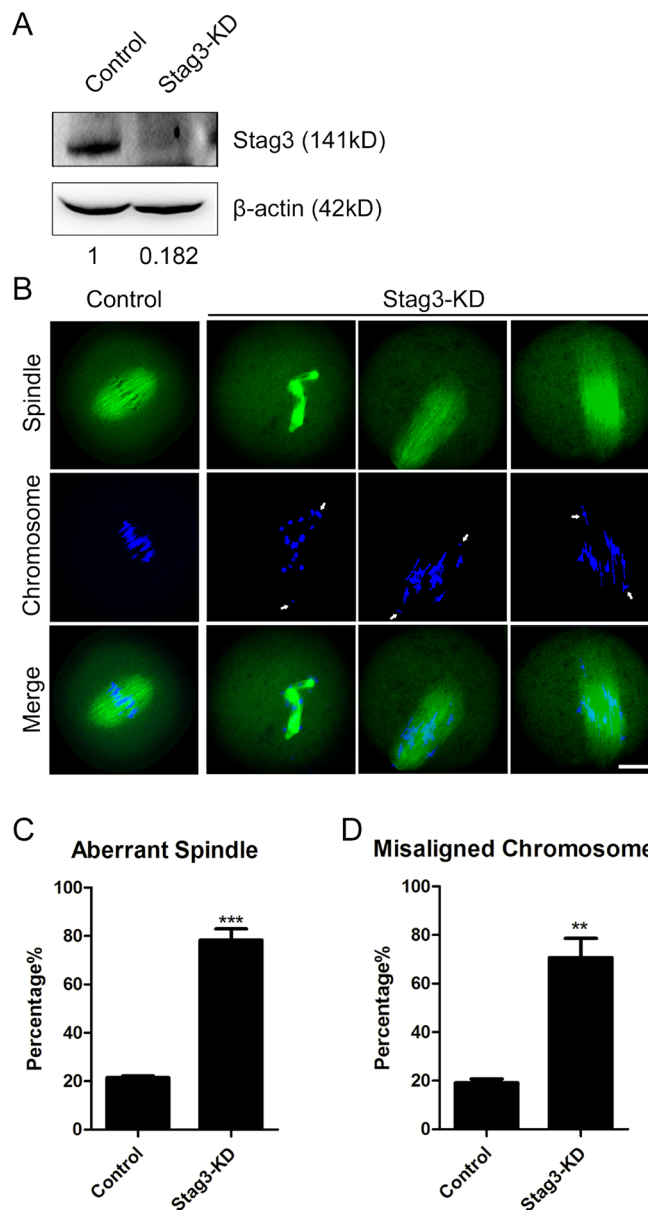 A
Control
Stag3-KD
Stag3 (141kD)
β-actin (42kD)
1 0.182
B
Control
Stag3-KD
Spindle
Chromosome
Merge
C
Aberrant Spindle
Percentage%
100
80
60
40
20
0
***
Control
Stag3-KD
D
Misaligned Chromosome
Percentage%
100
80
60
40
20
0
**
Control
Stag3-KD